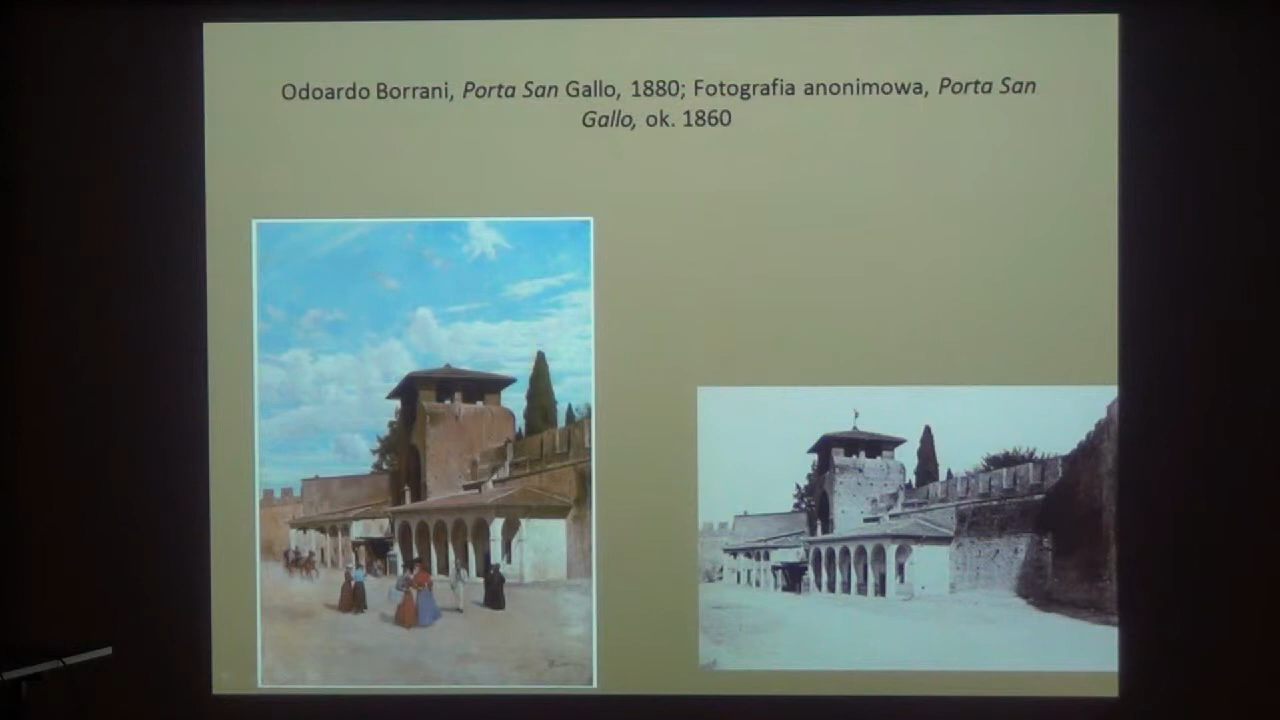 Odoardo Borrani, Porta San Gallo, 1880; Fotografia anonimowa, Porta San
Gallo, ok. 1860